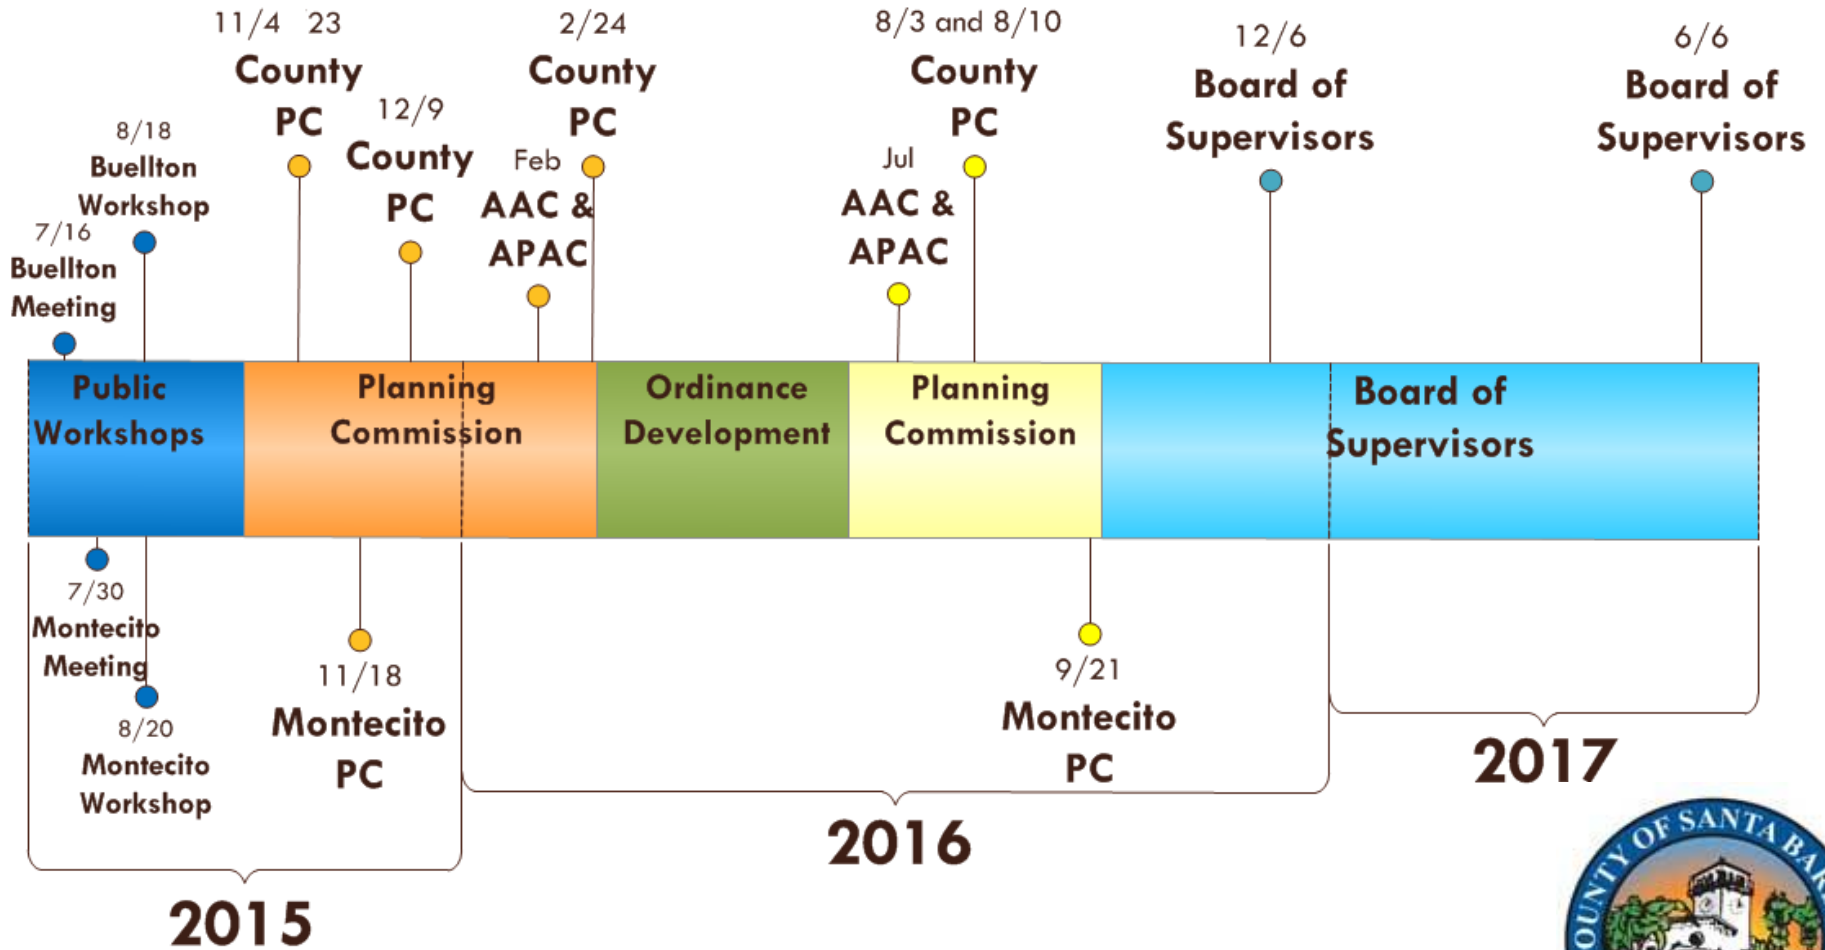 11/4 23
County
PC
2/24
County
PC
8/3 and 8/10
County
PC
12/6
Board of
Supervisors
6/6
Board of
Supervisors
12/9
County
PC
8/18
Buellton
Workshop
Feb
AAC &
APAC
Jul
AAC &
APAC
7/16
Buellton
Meeting
Public
Workshops
Planning
Commission
Ordinance
Development
Planning
Commission
Board of
Supervisors
7/30
Montecito
Meeting
8/20
Montecito
Workshop
11/18
Montecito
PC
9/21
Montecito
PC
2015
2016
2017
OF SANTA